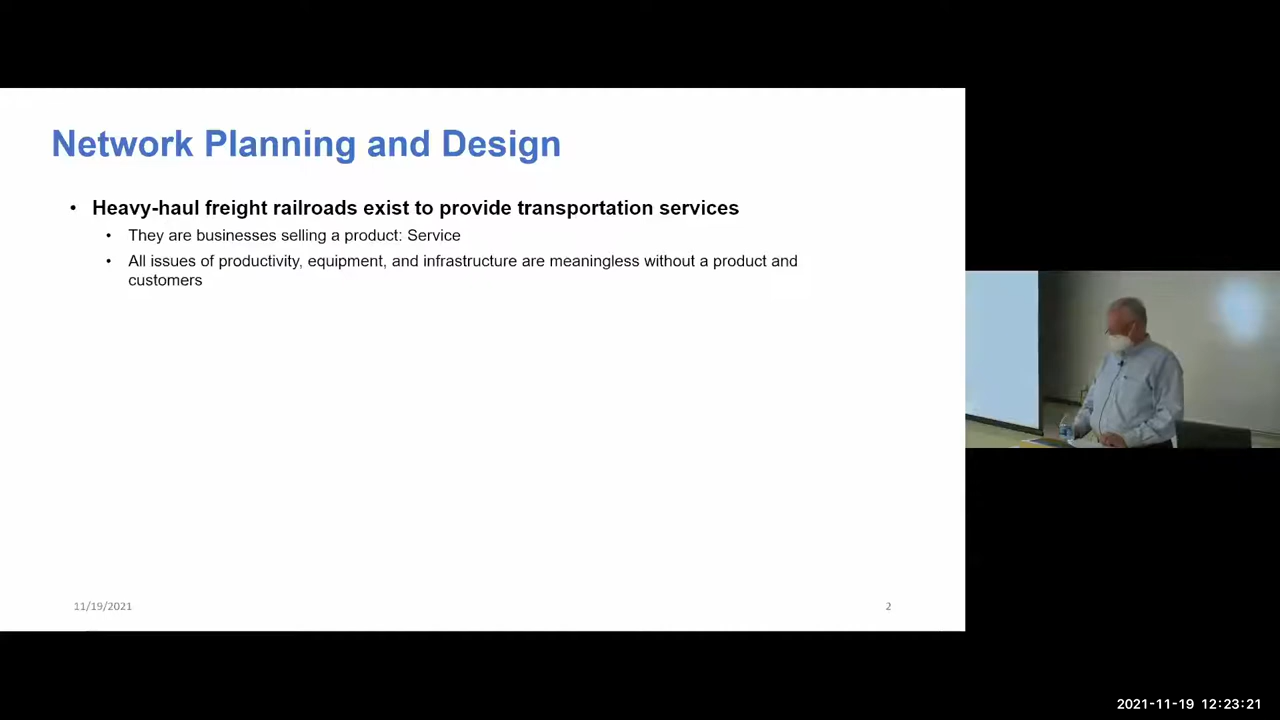 Network Planning and Design
• Heavy-haul freight railroads exist to provide transportation services
• They are businesses selling a product: Service
• All issues of productivity, equipment, and infrastructure are meaningless without a product and
customers
11/19/2021
2
2021-11-19 12:23:21